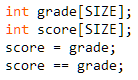 int grade[SIZE];
int score[SIZE];
score = grade;
score == grade;